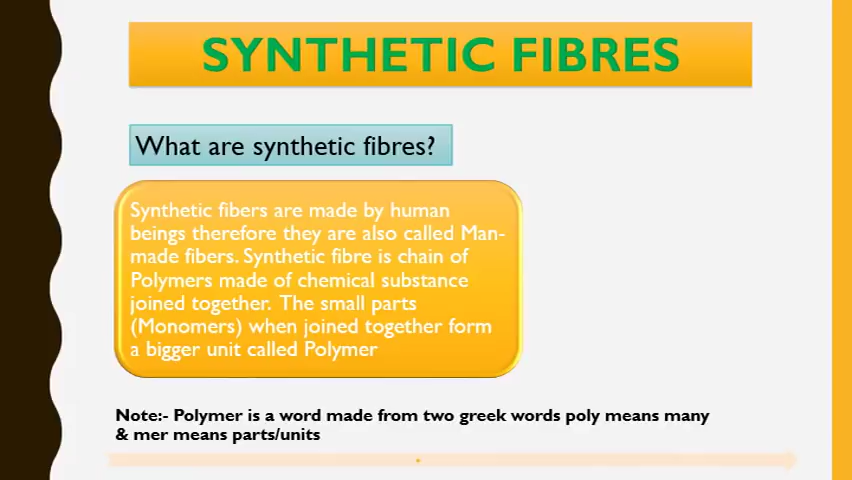 SYNTHETIC FIBRES
What are synthetic fibres?
Synthetic fibers are made by human
beings therefore they are also called Man-
made fibers. Synthetic fibre is chain of
Polymers made of chemical substance
joined together. The small parts
(Monomers) when joined together form
a bigger unit called Polymer
Note:- Polymer is a word made from two greek words poly means many
& mer means parts/units